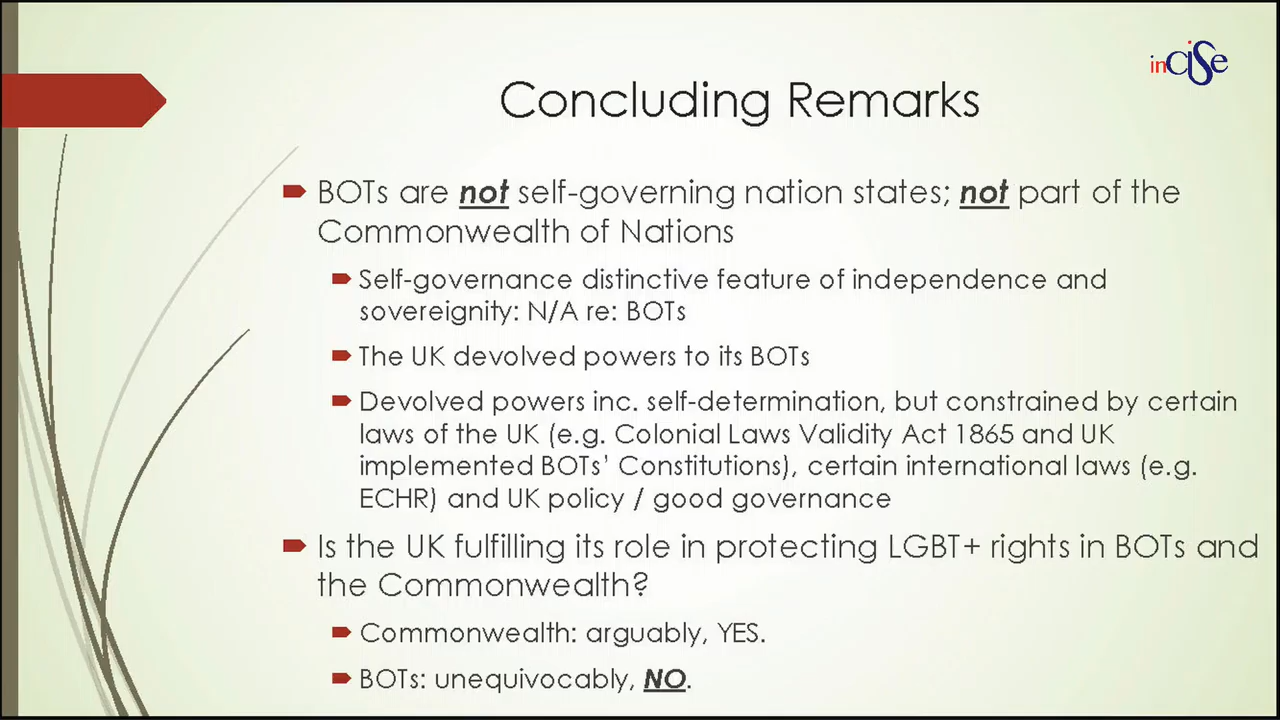 inCiSe
Concluding Remarks
BOTs are not self-governing nation states; not part of the
Commonwealth of Nations
Self-governance distinctive feature of independence and
sovereignity: N/A re: BOTs
The UK devolved powers to its BOTs
Devolved powers inc. self-determination, but constrained by certain
laws of the UK (e.g. Colonial Laws Validity Act 1865 and UK
implemented BOTs’ Constitutions), certain international laws (e.g.
ECHR) and UK policy / good governance
Is the UK fulfilling its role in protecting LGBT+ rights in BOTs and
the Commonwealth?
Commonwealth: arguably, YES.
BOTs: unequivocably, NO.